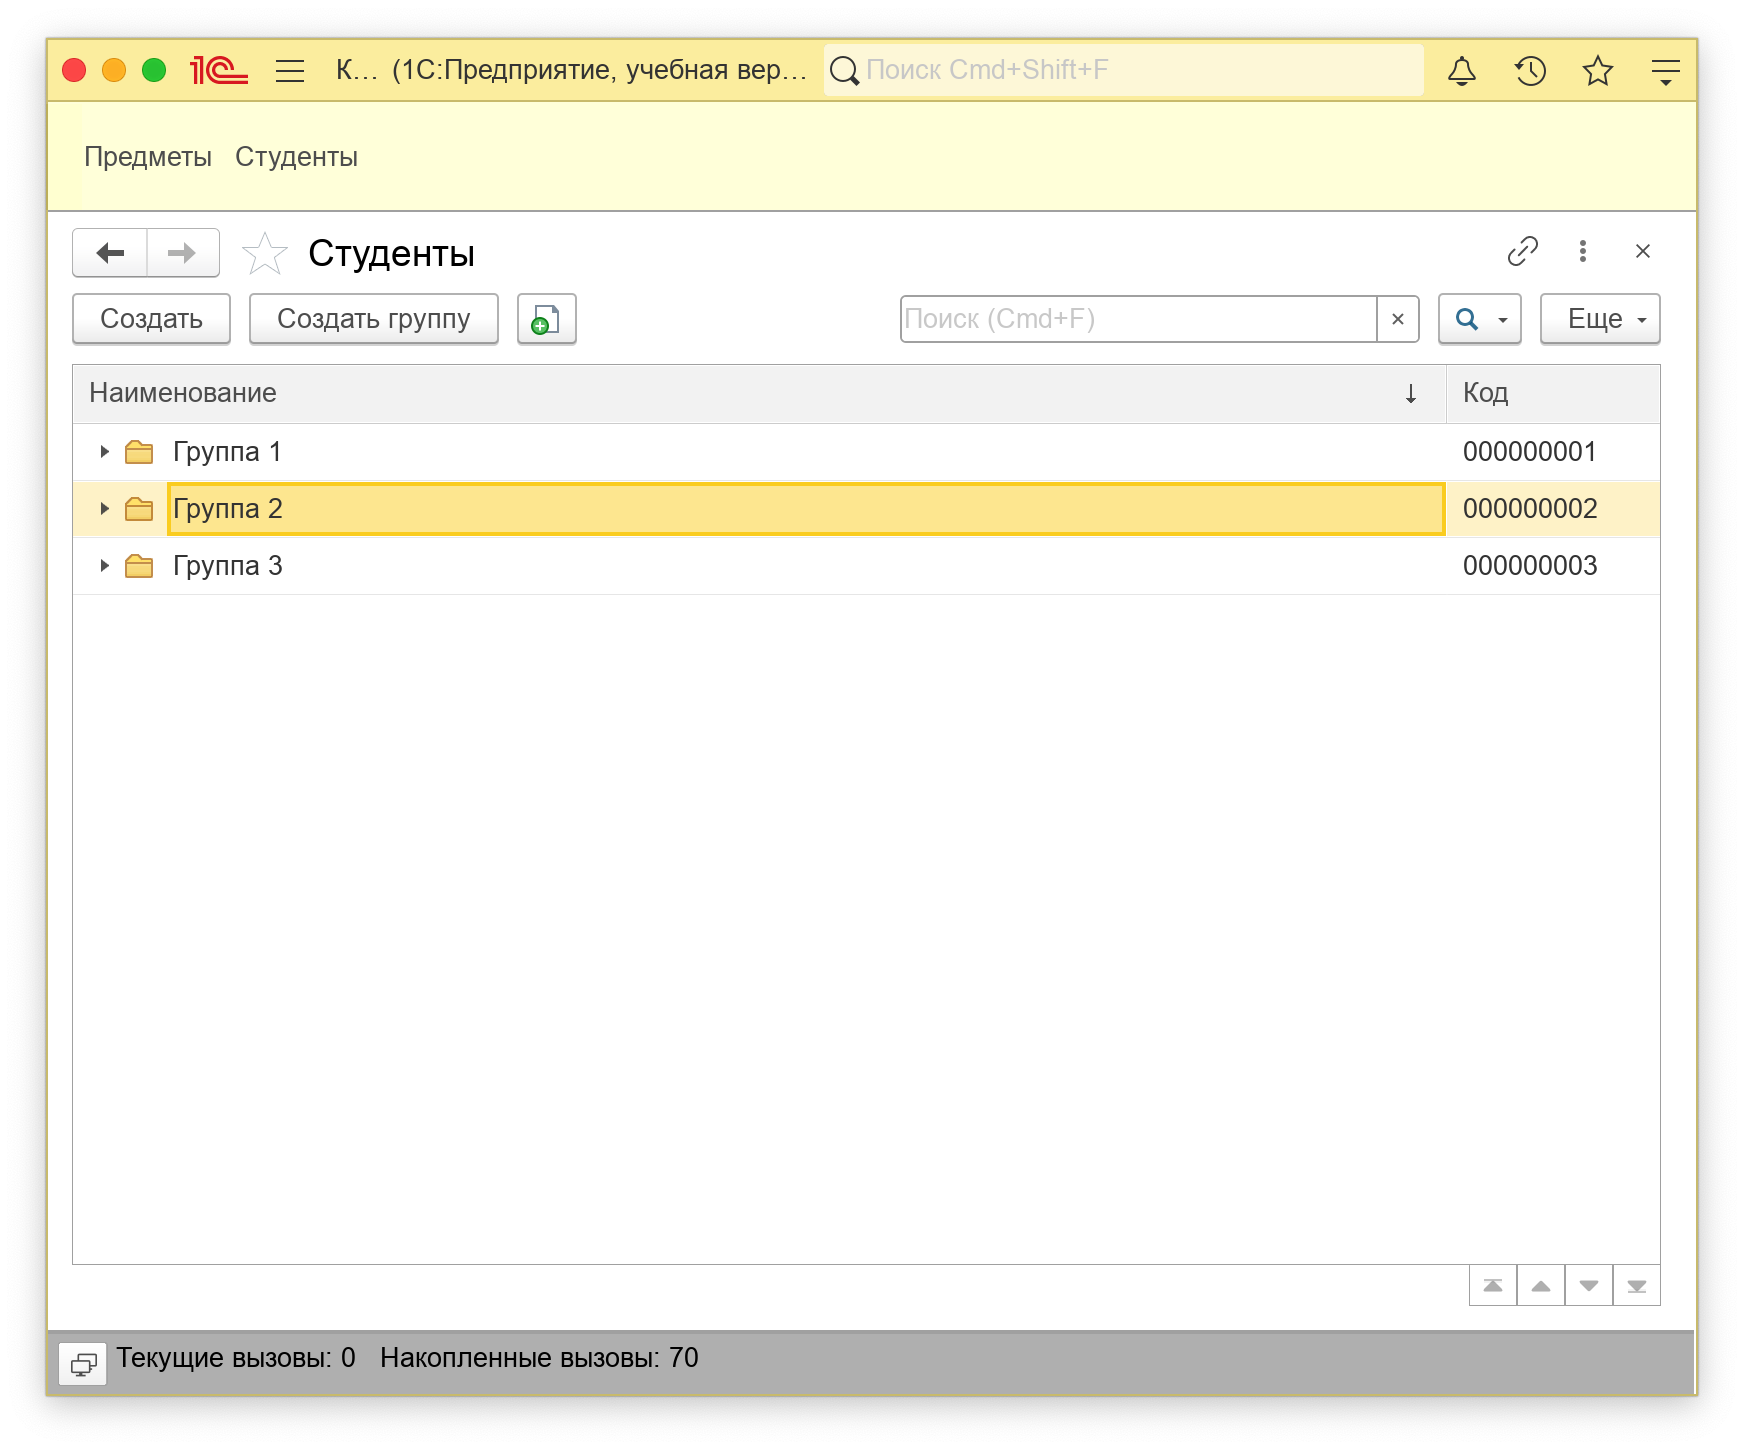 1С К... (1С:Предприятие, учебная вер... Поиск Cmd+Shift+F
Предметы Студенты
Студенты
Создать Создать группу Поиск (Cmd+F) × Еще
Наименование ↓ Код
Группа 1 000000001
Группа 2 000000002
Группа 3 000000003
Текущие вызовы: 0 Накопленные вызовы: 70